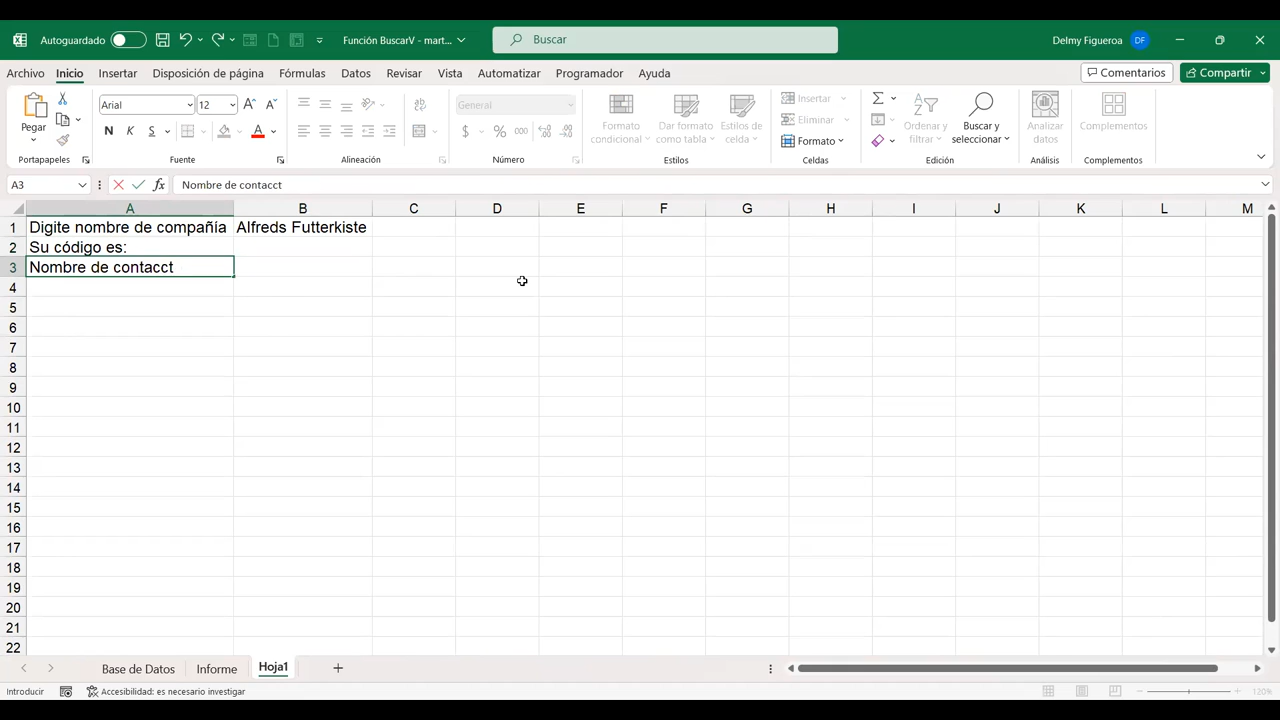 Autoguardado
Función BuscarV - mart...
Buscar
Delmy Figueroa
DF
Archivo Inicio Insertar Disposición de página Fórmulas Datos Revisar Vista Automatizar Programador Ayuda
Comentarios
Compartir
Pegar
Portapapeles
Arial
12
N K S
Fuente
Alineación
General
$ % 000
Número
Formato condicional
Dar formato como tabla
Estilos de celda
Estilos
Insertar
Eliminar
Formato
Celdas
Ordenar y filtrar
Buscar y seleccionar
Edición
Analizar datos
Análisis
Complementos
Complementos
A3
fx
Nombre de contacct
A B C D E F G H I J K L M
1 Digite nombre de compañía Alfreds Futterkiste
2 Su código es:
3 Nombre de contacct
4
5
6
7
8
9
10
11
12
13
14
15
16
17
18
19
20
21
22
Base de Datos Informe Hoja1
Introducir
Accesibilidad: es necesario investigar
120%